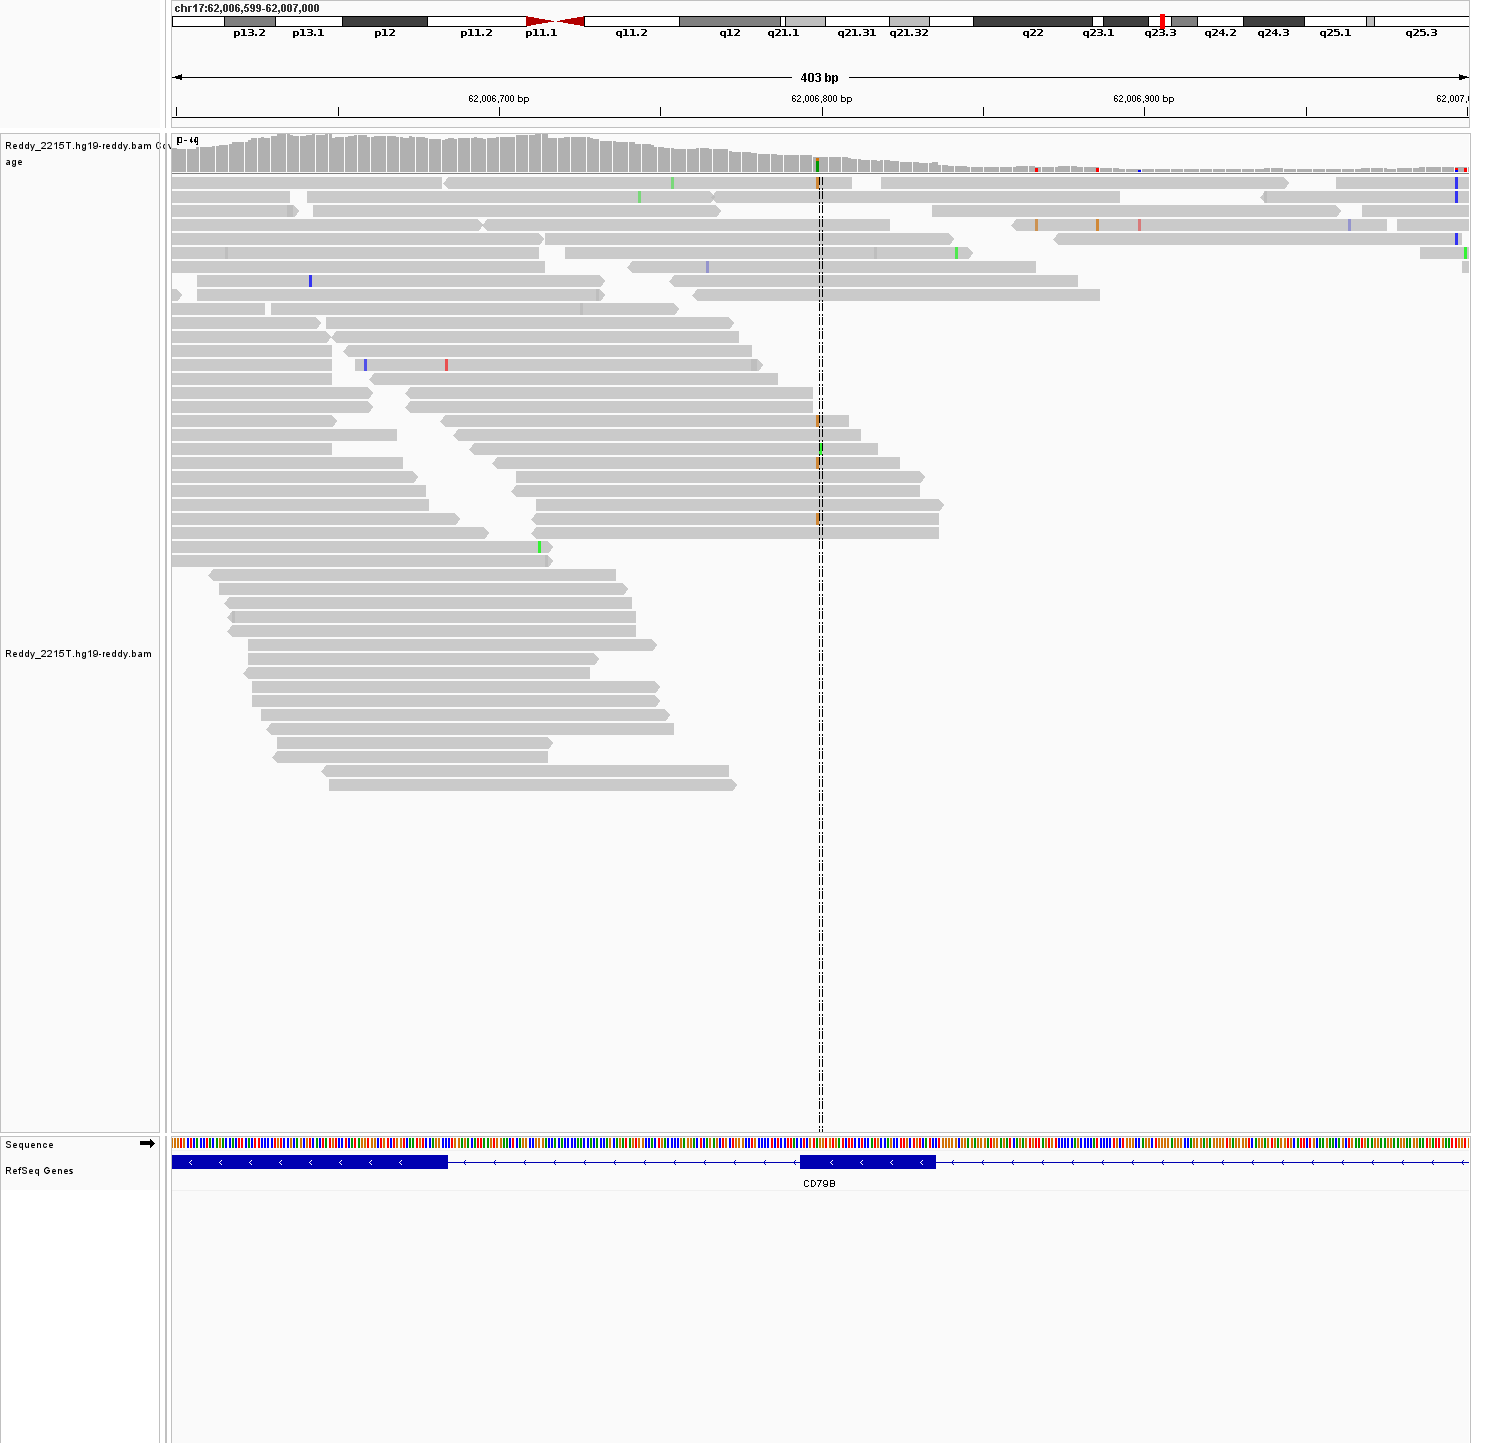 chr17:62,006,599-62,007,000
p13.2 p13.1 p12 p11.2 p11.1 q11.2 q12 q21.1 q21.31 q21.32 q22 q23.1 q23.3 q24.2 q24.3 q25.1 q25.3
403 bp
62,006,700 bp 62,006,800 bp 62,006,900 bp 62,007,0
Reddy_2215T.hg19-reddy.bam Cov
age
Reddy_2215T.hg19-reddy.bam
Sequence
RefSeq Genes
CD79B